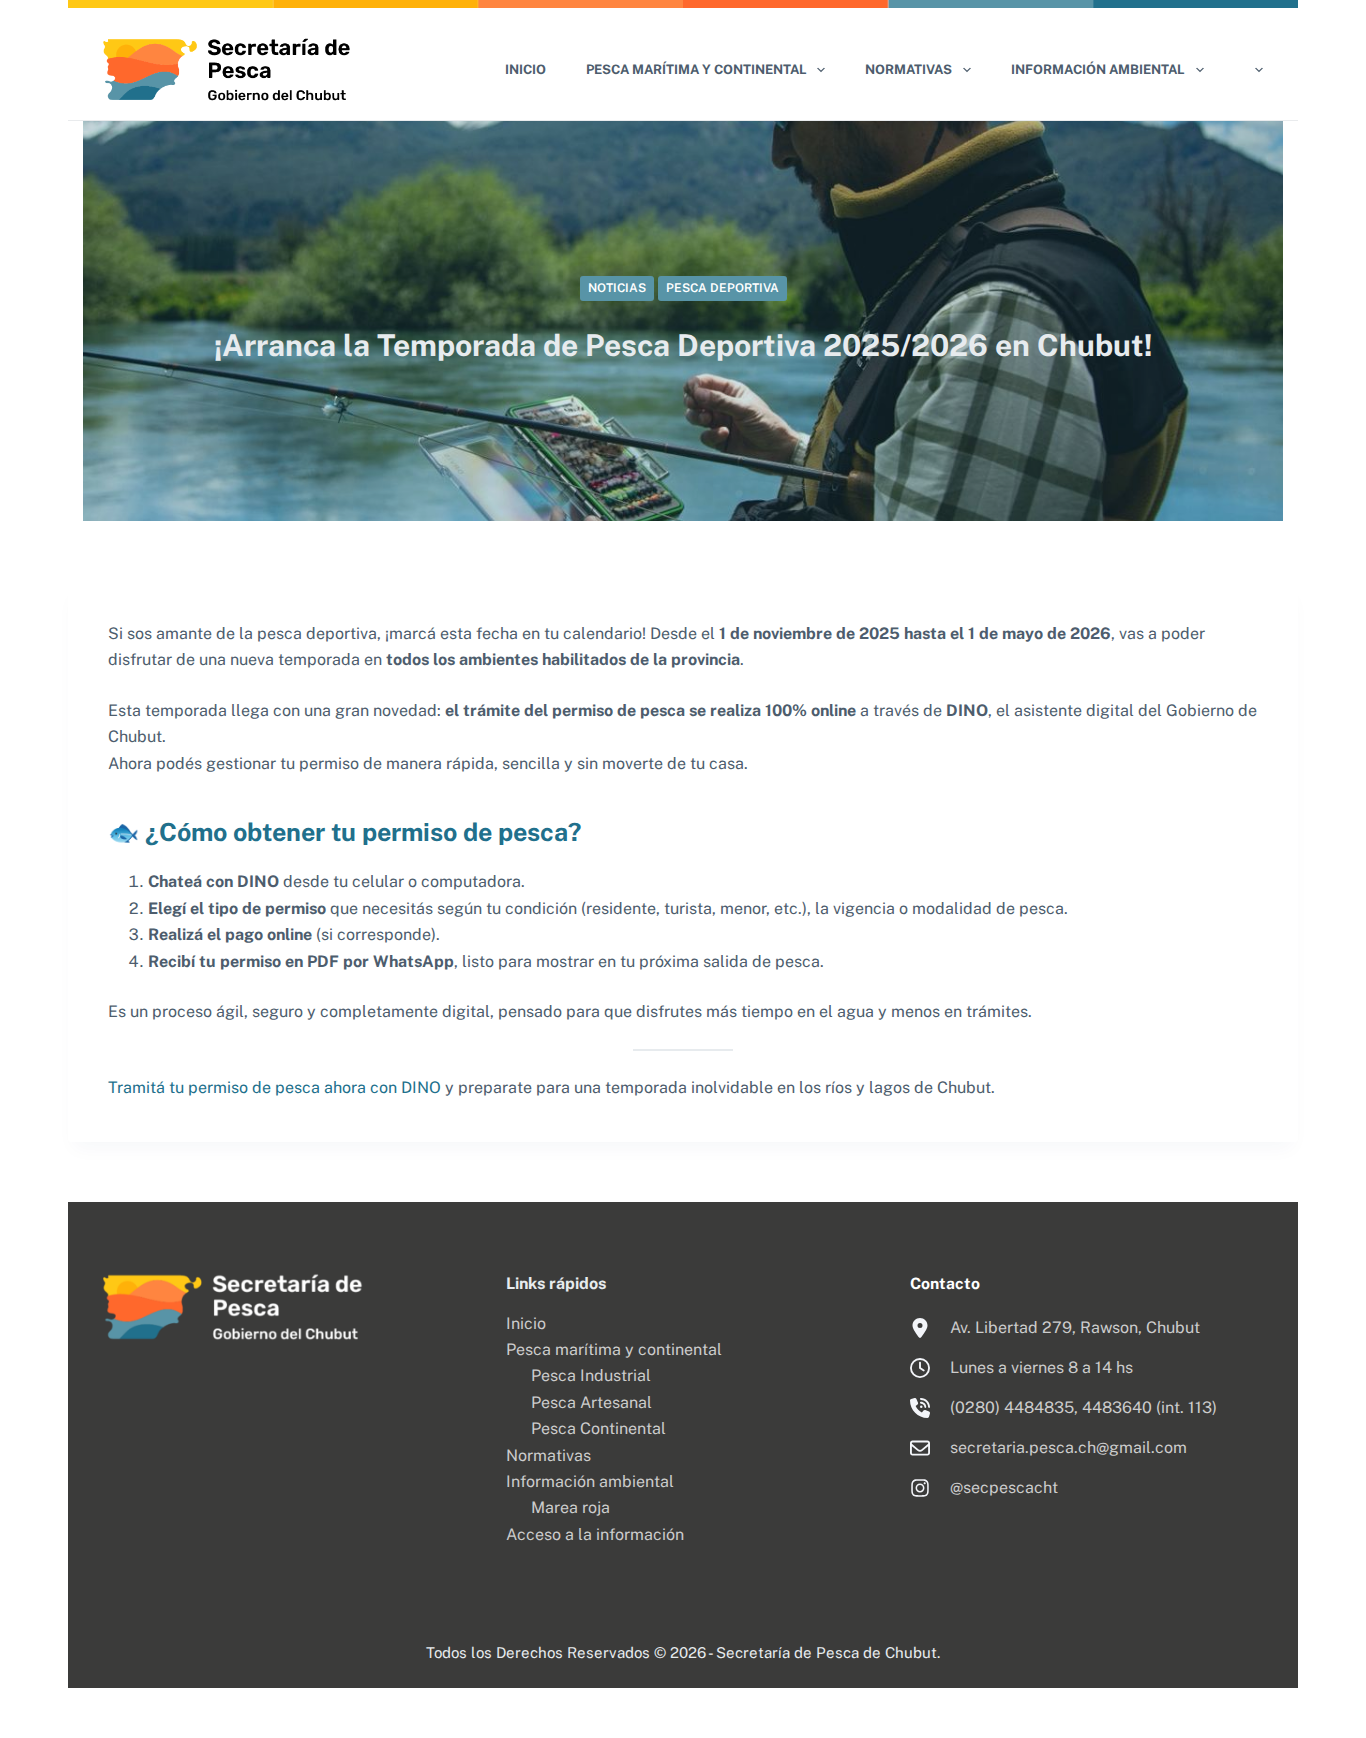 Secretaría de
Pesca
Gobierno del Chubut
INICIO
PESCA MARÍTIMA Y CONTINENTAL
NORMATIVAS
INFORMACIÓN AMBIENTAL
NOTICIAS
PESCA DEPORTIVA
¡Arranca la Temporada de Pesca Deportiva 2025/2026 en Chubut!
Si sos amante de la pesca deportiva, ¡marcá esta fecha en tu calendario! Desde el 1 de noviembre de 2025 hasta el 1 de mayo de 2026, vas a poder
disfrutar de una nueva temporada en todos los ambientes habilitados de la provincia.
Esta temporada llega con una gran novedad: el trámite del permiso de pesca se realiza 100% online a través de DINO, el asistente digital del Gobierno de
Chubut.
Ahora podés gestionar tu permiso de manera rápida, sencilla y sin moverte de tu casa.
¿Cómo obtener tu permiso de pesca?
1. Chateá con DINO desde tu celular o computadora.
2. Elegí el tipo de permiso que necesitás según tu condición (residente, turista, menor, etc.), la vigencia o modalidad de pesca.
3. Realizá el pago online (si corresponde).
4. Recibí tu permiso en PDF por WhatsApp, listo para mostrar en tu próxima salida de pesca.
Es un proceso ágil, seguro y completamente digital, pensado para que disfrutes más tiempo en el agua y menos en trámites.
Tramitá tu permiso de pesca ahora con DINO y preparate para una temporada inolvidable en los ríos y lagos de Chubut.
Secretaría de
Pesca
Gobierno del Chubut
Links rápidos
Inicio
Pesca marítima y continental
Pesca Industrial
Pesca Artesanal
Pesca Continental
Normativas
Información ambiental
Marea roja
Acceso a la información
Contacto
Av. Libertad 279, Rawson, Chubut
Lunes a viernes 8 a 14 hs
(0280) 4484835, 4483640 (int. 113)
secretaria.pesca.ch@gmail.com
@secpescacht
Todos los Derechos Reservados © 2026 - Secretaría de Pesca de Chubut.